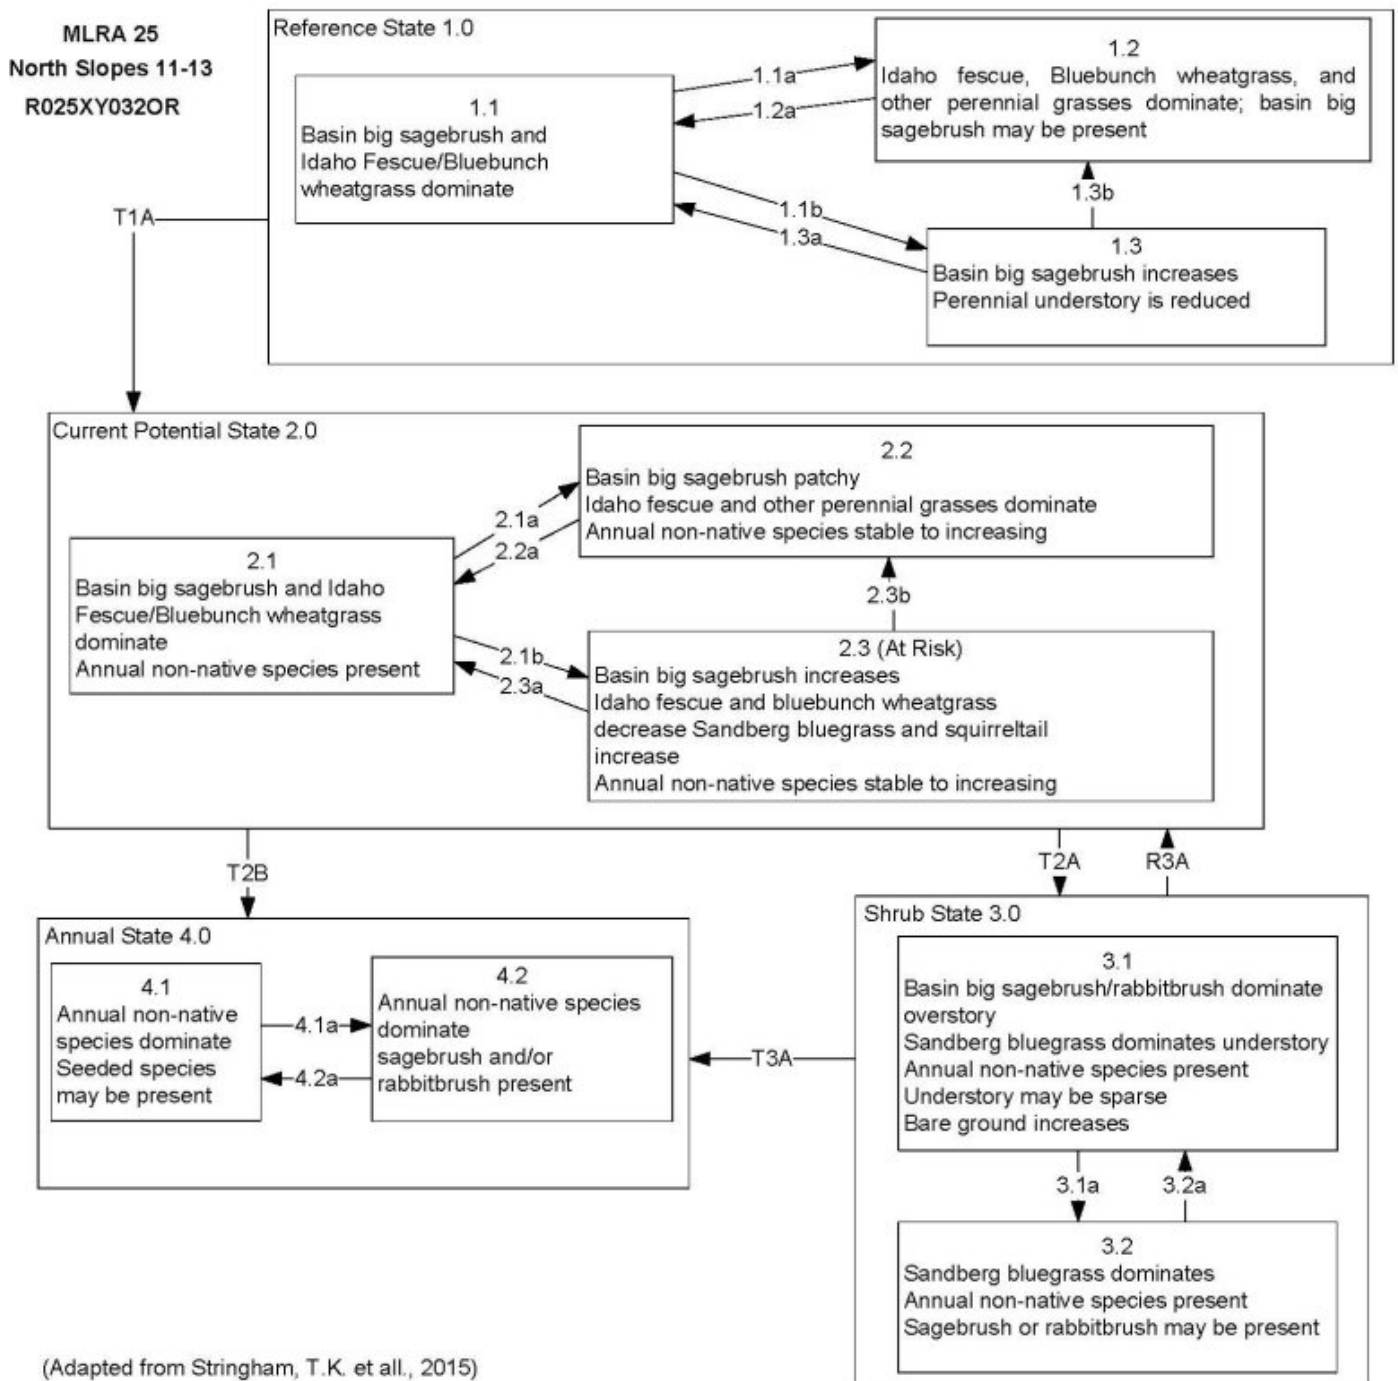 MLRA 25
North Slopes 11-13
R025XY032OR
Reference State 1.0
1.1
Basin big sagebrush and
Idaho Fescue/Bluebunch
wheatgrass dominate
1.1a
1.2a
1.2
Idaho fescue, Bluebunch wheatgrass, and
other perennial grasses dominate; basin big
sagebrush may be present
1.1b
1.3a
1.3b
1.3
Basin big sagebrush increases
Perennial understory is reduced
T1A
Current Potential State 2.0
2.1
Basin big sagebrush and Idaho
Fescue/Bluebunch wheatgrass
dominate
Annual non-native species present
2.1a
2.2a
2.2
Basin big sagebrush patchy
Idaho fescue and other perennial grasses dominate
Annual non-native species stable to increasing
2.1b
2.3a
2.3b
2.3 (At Risk)
Basin big sagebrush increases
Idaho fescue and bluebunch wheatgrass
decrease Sandberg bluegrass and squirreltail
increase
Annual non-native species stable to increasing
T2B
T2A
R3A
Annual State 4.0
4.1
Annual non-native
species dominate
Seeded species
may be present
4.1a
4.2a
4.2
Annual non-native species
dominate
sagebrush and/or
rabbitbrush present
T3A
Shrub State 3.0
3.1
Basin big sagebrush/rabbitbrush dominate
overstory
Sandberg bluegrass dominates understory
Annual non-native species present
Understory may be sparse
Bare ground increases
3.1a
3.2a
3.2
Sandberg bluegrass dominates
Annual non-native species present
Sagebrush or rabbitbrush may be present
(Adapted from Stringham, T.K. et all., 2015)